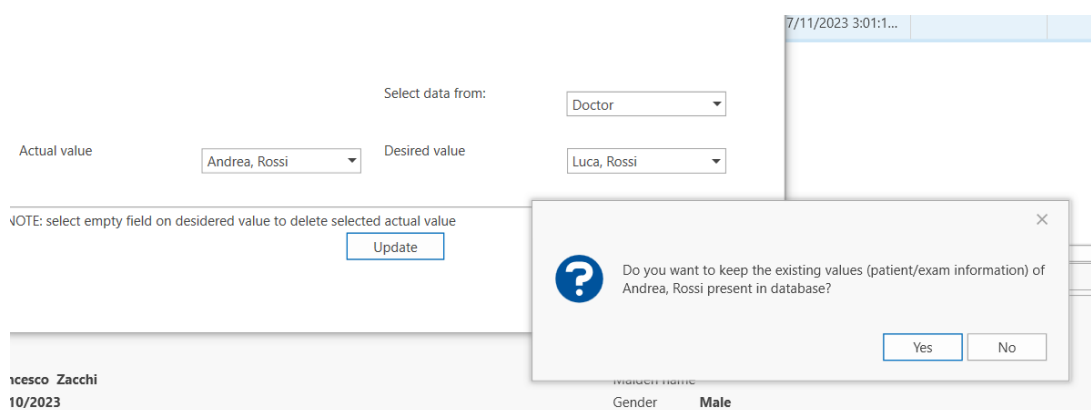 7/11/2023 3:01:1...
Select data from:
Doctor
Actual value
Andrea, Rossi
Desired value
Luca, Rossi
NOTE: select empty field on desidered value to delete selected actual value
Update
Do you want to keep the existing values (patient/exam information) of
Andrea, Rossi present in database?
Yes
No
ncesco Zacchi
Maiden name
10/2023
Gender
Male